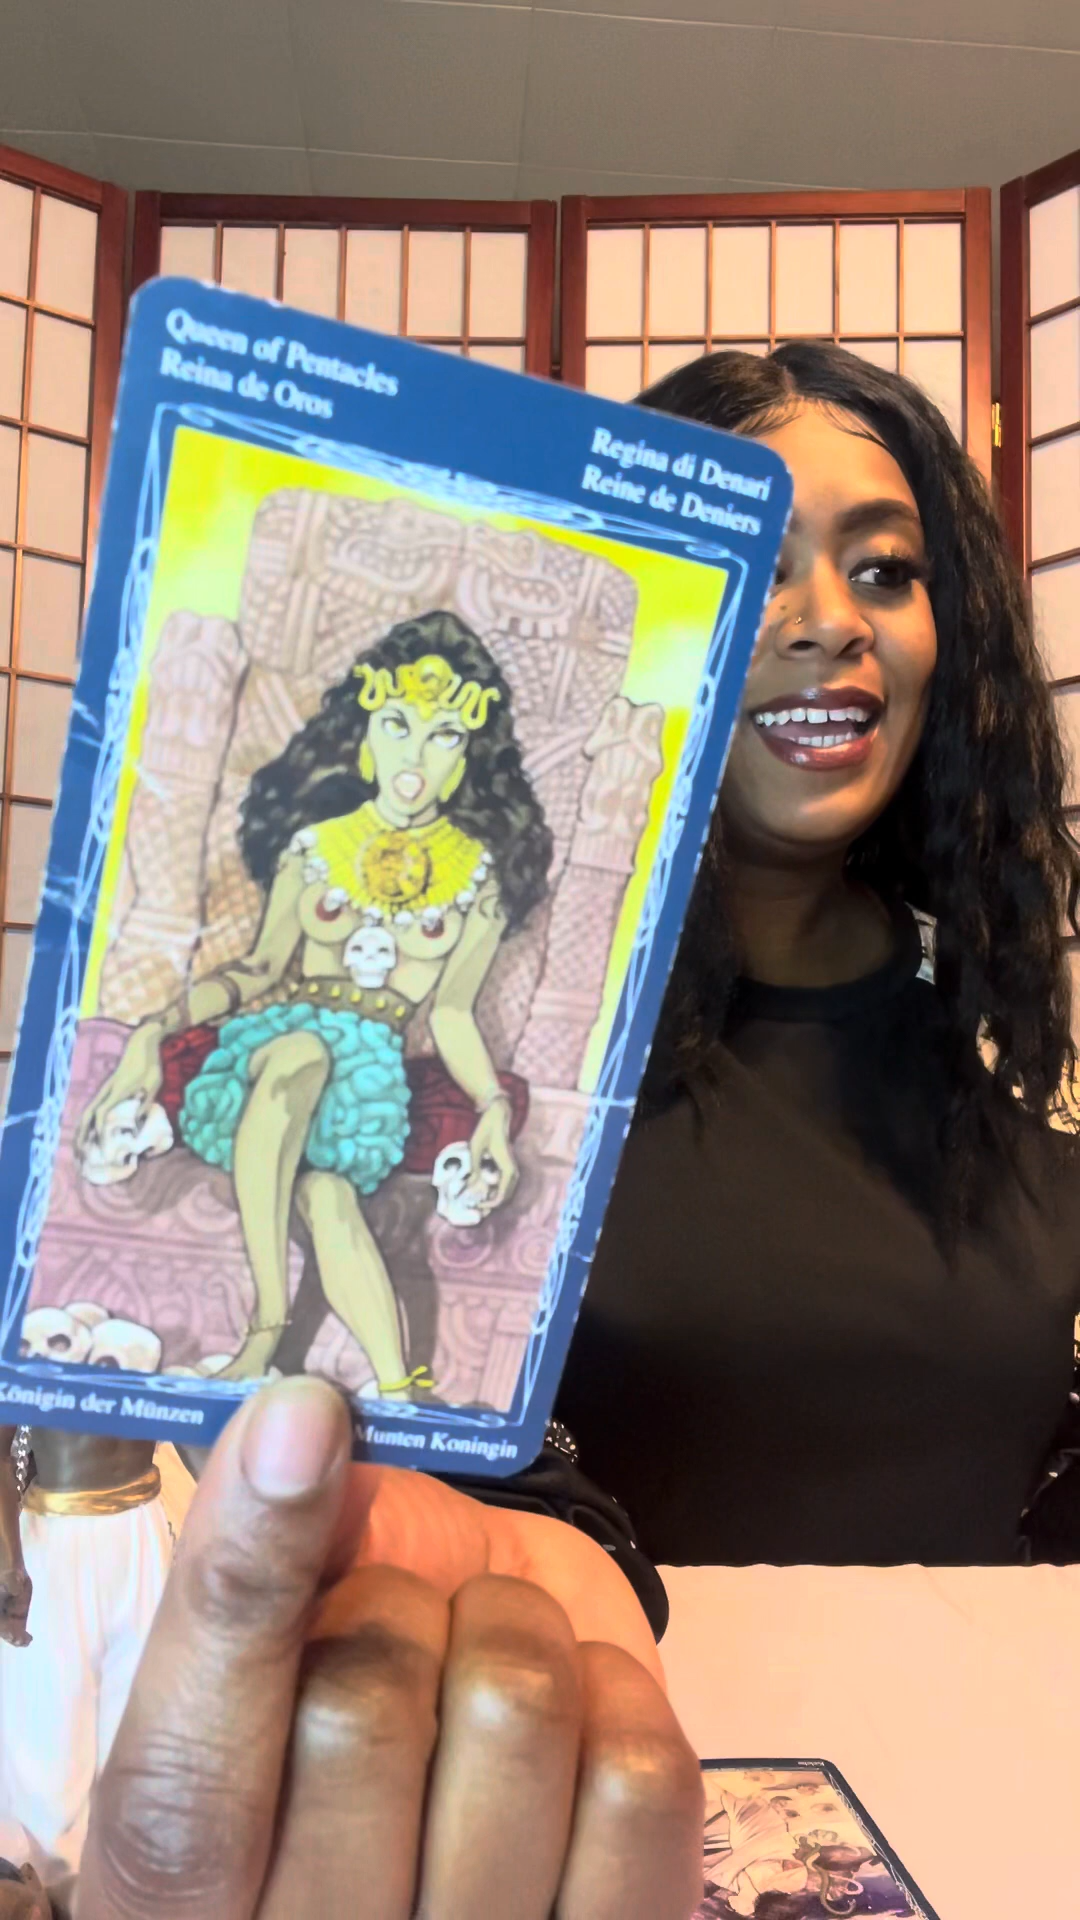 Queen of Pentacles
Reina de Oros
Regina di Denari
Reine de Deniers
Königin der Münzen
Munten Koningin